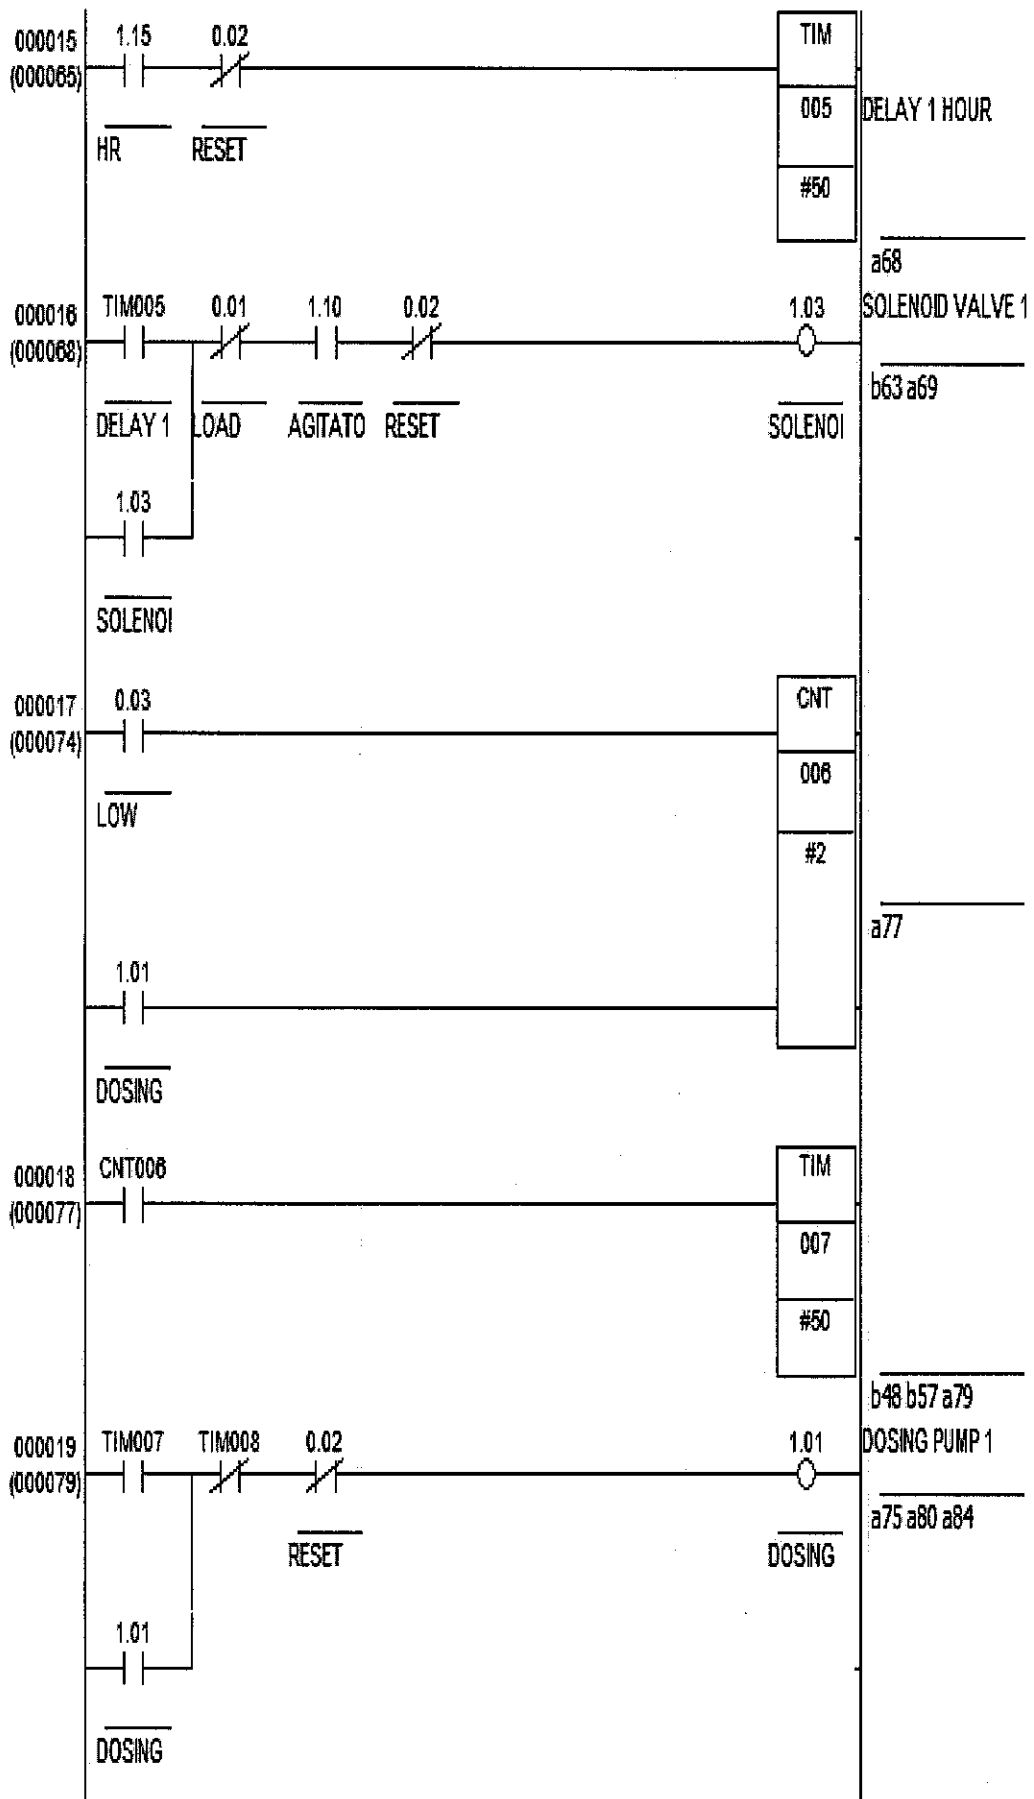 000015
(000065)
1.15
0.02
TIM
005
DELAY 1 HOUR
HR
RESET
#50
a68
000016
(000068)
TIM005
0.01
1.10
0.02
1.03
SOLENOID VALVE 1
b63 a69
DELAY 1
LOAD
AGITATO
RESET
SOLENOI
1.03
SOLENOI
000017
(000074)
0.03
CNT
006
LOW
#2
a77
1.01
DOSING
000018
(000077)
CNT006
TIM
007
#50
b48 b57 a79
000019
(000079)
TIM007
TIM008
0.02
1.01
DOSING PUMP 1
a75 a80 a84
RESET
DOSING
1.01
DOSING